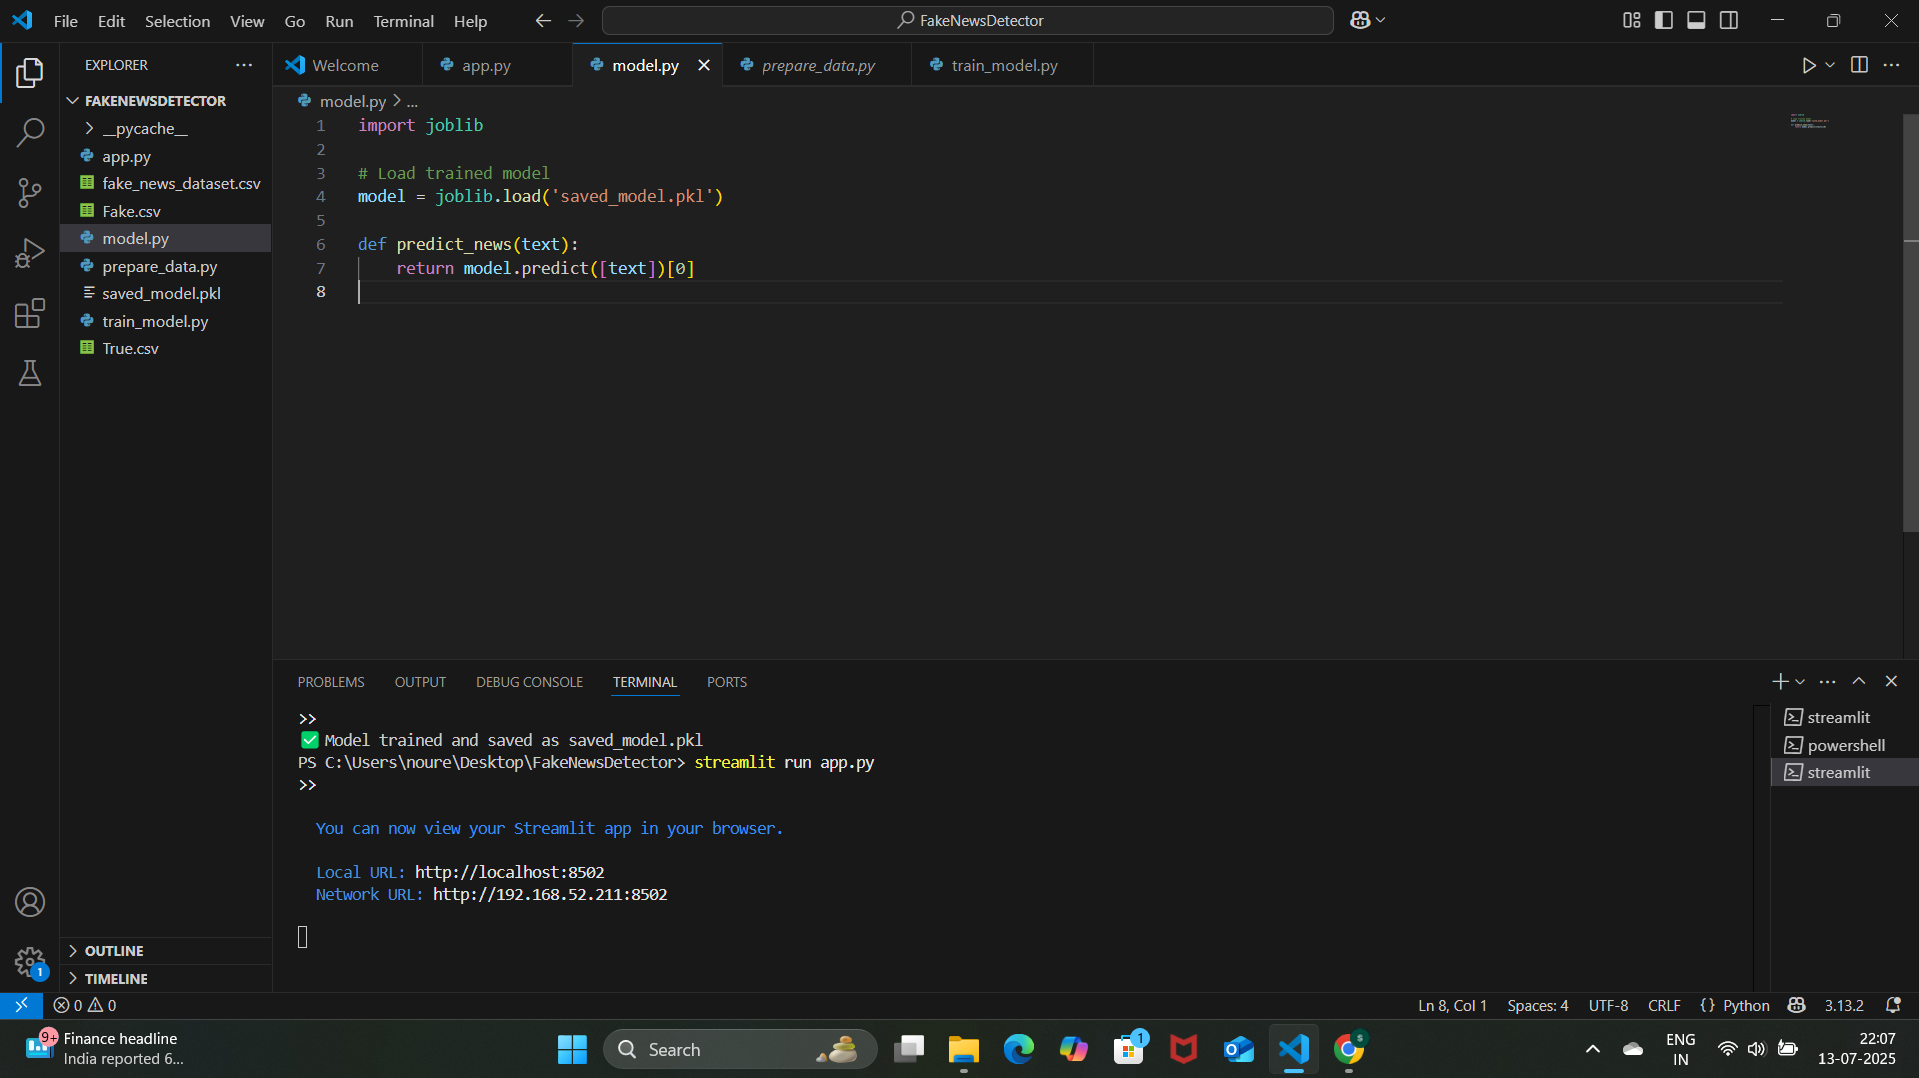 File Edit Selection View Go Run Terminal Help
FakeNewsDetector
EXPLORER
Welcome
app.py
model.py
prepare_data.py
train_model.py
FAKENEWSDETECTOR
__pycache__
app.py
fake_news_dataset.csv
Fake.csv
model.py
prepare_data.py
saved_model.pkl
train_model.py
True.csv
OUTLINE
TIMELINE
model.py > ...
1 import joblib
2
3 # Load trained model
4 model = joblib.load('saved_model.pkl')
5
6 def predict_news(text):
7 return model.predict([text])[0]
8
PROBLEMS OUTPUT DEBUG CONSOLE TERMINAL PORTS
>>
✅ Model trained and saved as saved_model.pkl
PS C:\Users\noure\Desktop\FakeNewsDetector> streamlit run app.py
>>
You can now view your Streamlit app in your browser.
Local URL: http://localhost:8502
Network URL: http://192.168.52.211:8502
streamlit
powershell
streamlit
1
0 0
Ln 8, Col 1 Spaces: 4 UTF-8 CRLF {} Python 3.13.2
9+
Finance headline
India reported 6...
Search
1
S
ENG
IN
22:07
13-07-2025